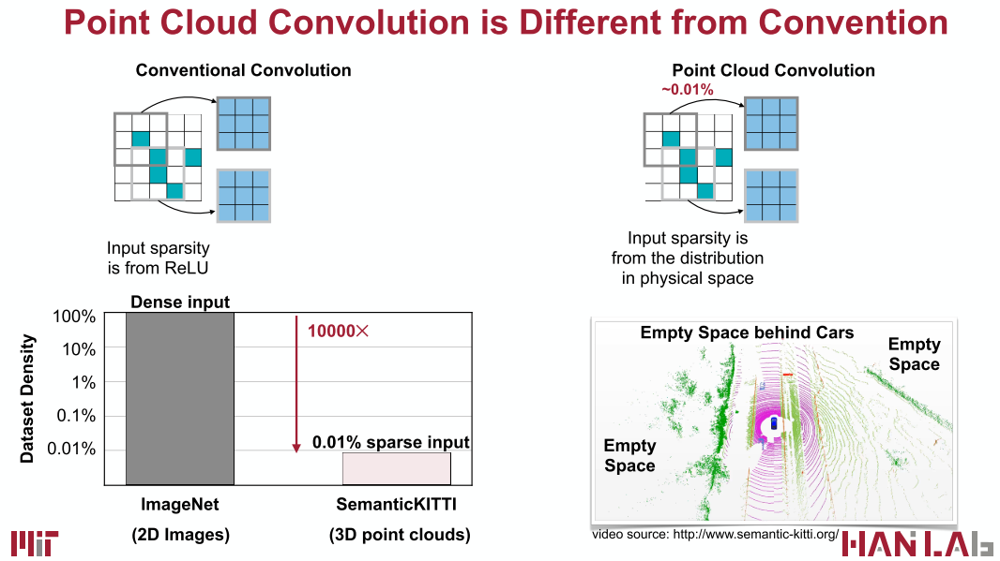 Point Cloud Convolution is Different from Convention
Conventional Convolution
Input sparsity
is from ReLU
Point Cloud Convolution
~0.01%
Input sparsity is
from the distribution
in physical space
Dataset Density
100%
10%
1%
0.1%
0.01%
Dense input
10000×
0.01% sparse input
ImageNet
(2D Images)
SemanticKITTI
(3D point clouds)
Empty Space behind Cars
Empty
Space
Empty
Space
video source: http://www.semantic-kitti.org/
MIT
HAN LAB